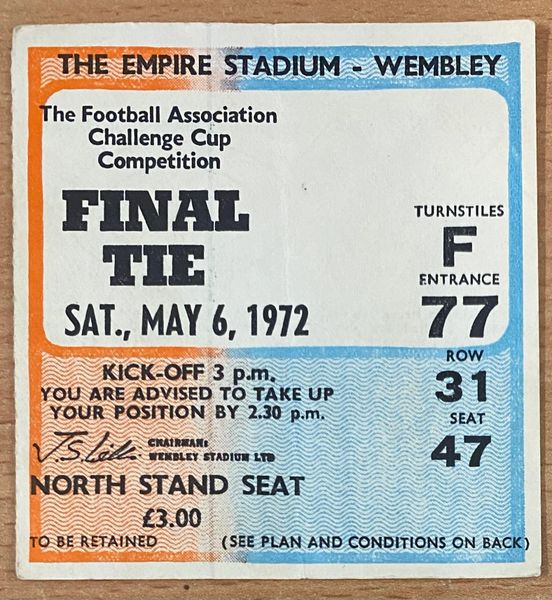 THE EMPIRE STADIUM - WEMBLEY
The Football Association
Challenge Cup
Competition
FINAL
TIE
SAT., MAY 6, 1972
TURNSTILES
F
ENTRANCE
77
ROW
31
SEAT
47
KICK-OFF 3 p.m.
YOU ARE ADVISED TO TAKE UP
YOUR POSITION BY 2.30 p.m.
CHAIRMAN:
WEMBLEY STADIUM LTD
NORTH STAND SEAT
£3.00
TO BE RETAINED (SEE PLAN AND CONDITIONS ON BACK)